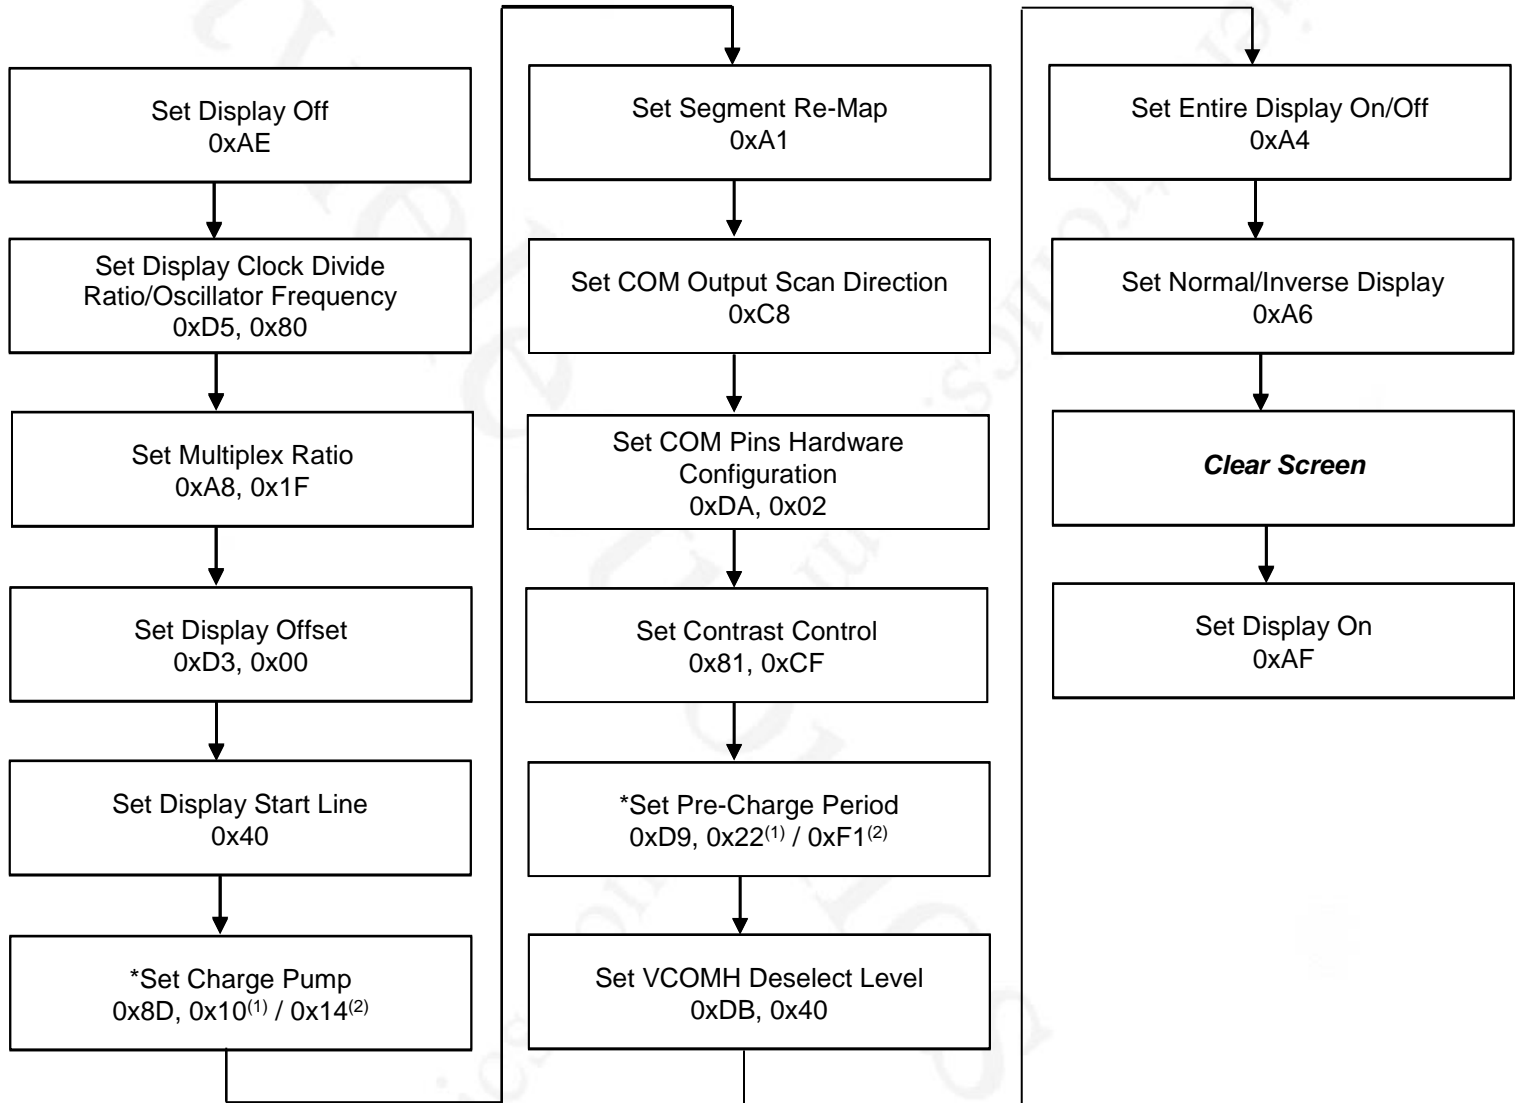 Set Display Off
0xAE
Set Display Clock Divide
Ratio/Oscillator Frequency
0xD5, 0x80
Set Multiplex Ratio
0xA8, 0x1F
Set Display Offset
0xD3, 0x00
Set Display Start Line
0x40
*Set Charge Pump
0x8D, 0x10(1) / 0x14(2)
Set Segment Re-Map
0xA1
Set COM Output Scan Direction
0xC8
Set COM Pins Hardware
Configuration
0xDA, 0x02
Set Contrast Control
0x81, 0xCF
*Set Pre-Charge Period
0xD9, 0x22(1) / 0xF1(2)
Set VCOMH Deselect Level
0xDB, 0x40
Set Entire Display On/Off
0xA4
Set Normal/Inverse Display
0xA6
Clear Screen
Set Display On
0xAF